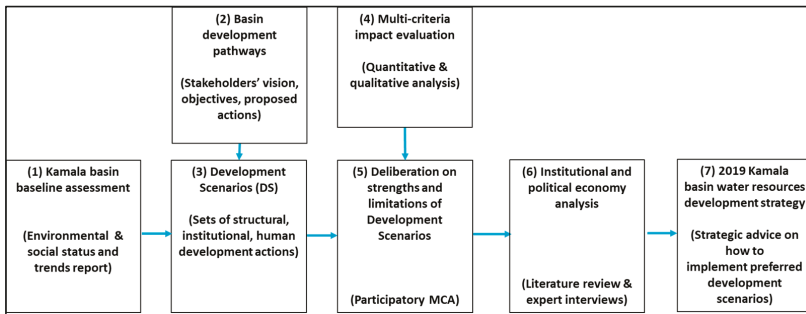 (2) Basin
development
pathways
(Stakeholders' vision,
objectives, proposed
actions)
(4) Multi-criteria
impact evaluation
(Quantitative &
qualitative analysis)
(1) Kamala basin
baseline assessment
(Environmental &
social status and
trends report)
(3) Development
Scenarios (DS)
(Sets of structural,
institutional, human
development actions)
(5) Deliberation on
strengths and
limitations of
Development
Scenarios
(Participatory MCA)
(6) Institutional and
political economy
analysis
(Literature review &
expert interviews)
(7) 2019 Kamala
basin water resources
development strategy
(Strategic advice on
how to
implement preferred
development
scenarios)